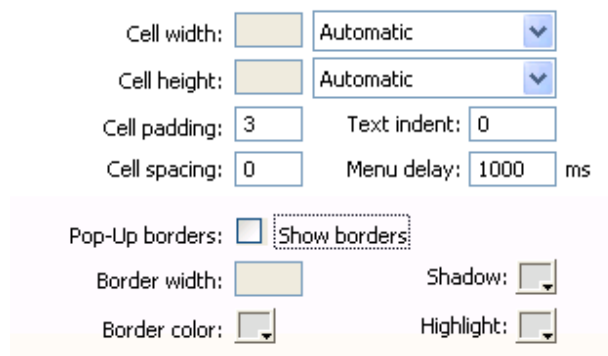 Cell width: Automatic
Cell height: Automatic
Cell padding: 3 Text indent: 0
Cell spacing: 0 Menu delay: 1000 ms
Pop-Up borders: Show borders
Border width: Shadow:
Border color: Highlight: